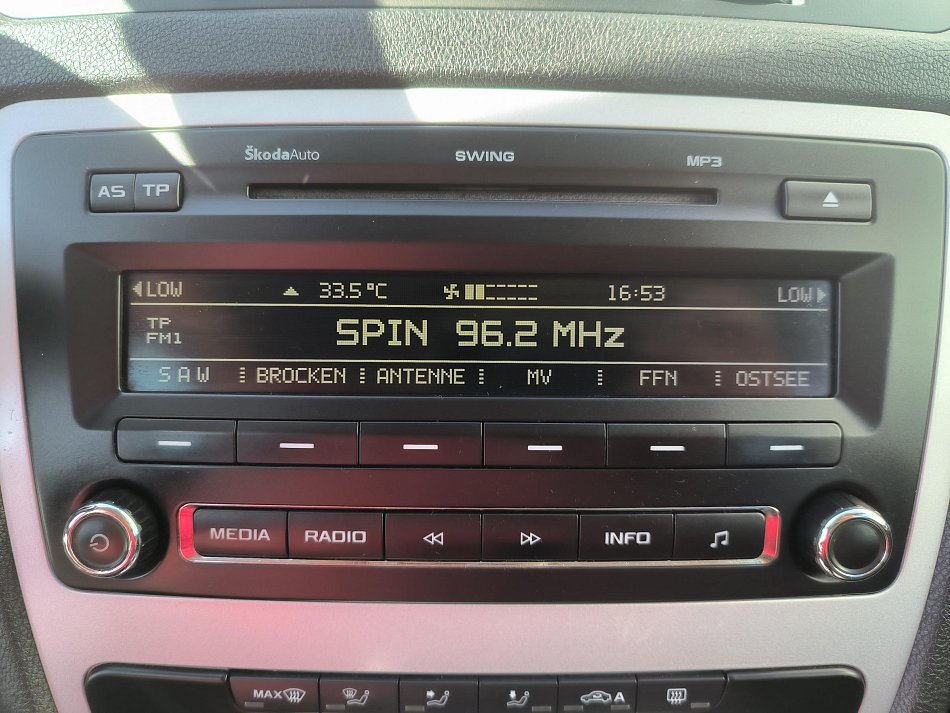 ŠkodaAuto SWING MP3
AS TP
LOW 33.5°C 16:53 LOW
TP
FM1
SPIN 96.2 MHz
SAW BROCKEN ANTENNE MV FFN OSTSEE
MEDIA RADIO INFO
MAX A